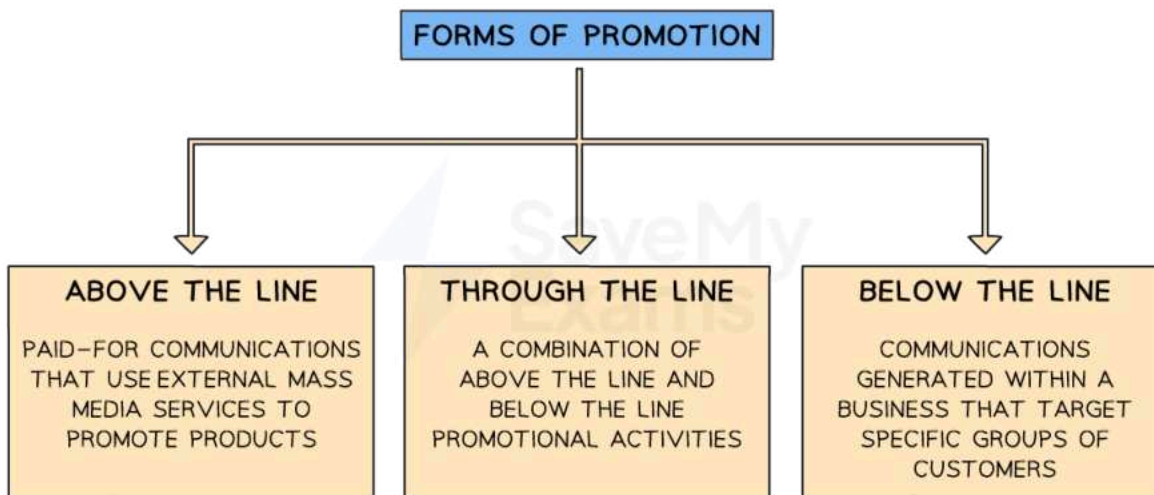 FORMS OF PROMOTION
SaveMy
Exams
ABOVE THE LINE
PAID-FOR COMMUNICATIONS
THAT USE EXTERNAL MASS
MEDIA SERVICES TO
PROMOTE PRODUCTS
THROUGH THE LINE
A COMBINATION OF
ABOVE THE LINE AND
BELOW THE LINE
PROMOTIONAL ACTIVITIES
BELOW THE LINE
COMMUNICATIONS
GENERATED WITHIN A
BUSINESS THAT TARGET
SPECIFIC GROUPS OF
CUSTOMERS